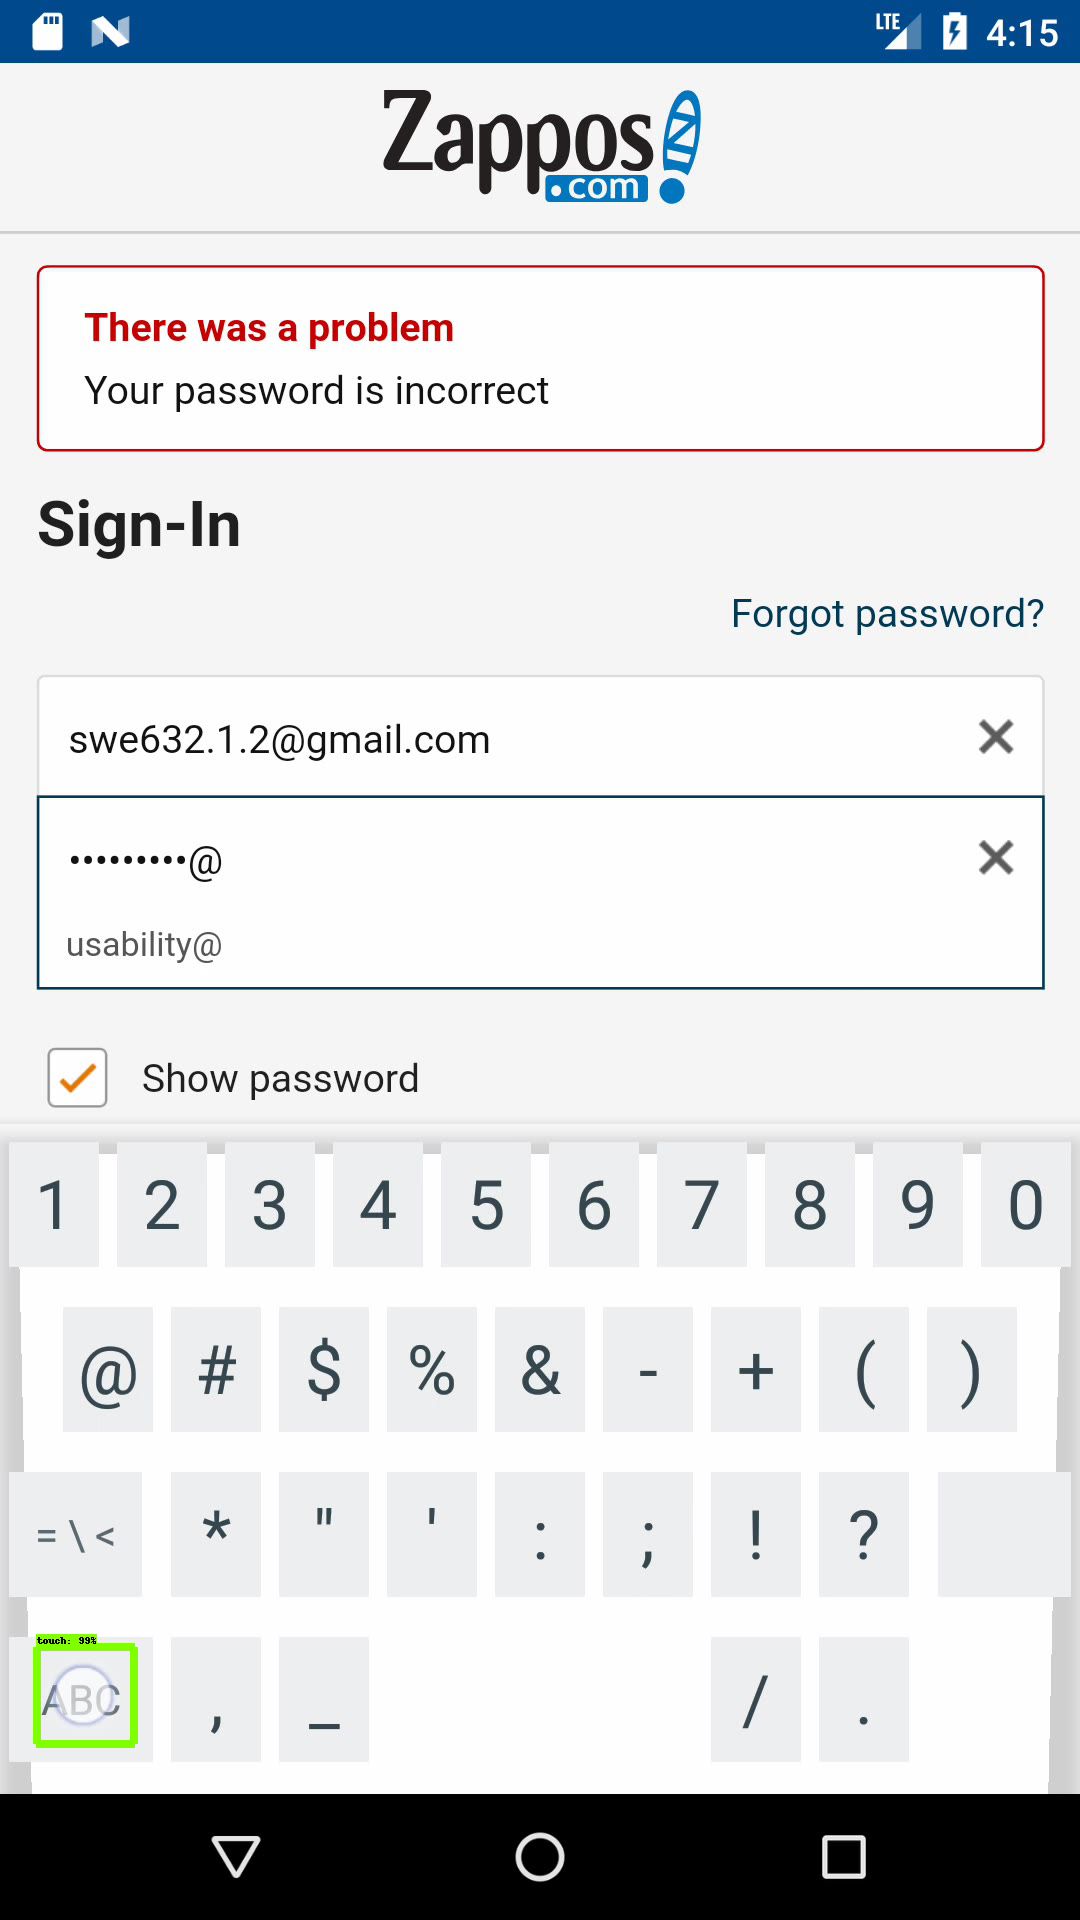 LTE 4:15
Zappos
.com
There was a problem
Your password is incorrect
Sign-In
Forgot password?
swe632.1.2@gmail.com
•••••••••@
usability@
Show password
1 2 3 4 5 6 7 8 9 0
@ # $ % & - + ( )
= \ < * " ' : ; ! ?
touch: 99%
ABC , _ / .